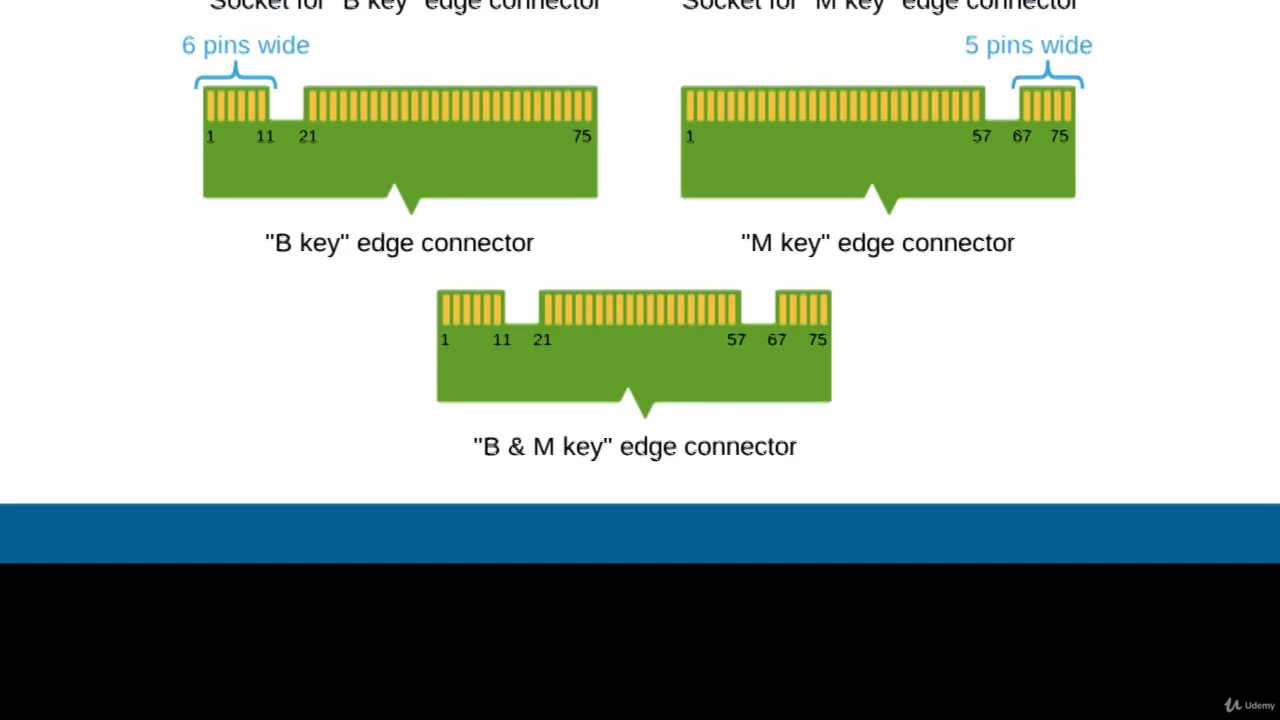 Socket for "B key" edge connector
Socket for "M key" edge connector
6 pins wide
5 pins wide
1 11 21 75
1 57 67 75
"B key" edge connector
"M key" edge connector
1 11 21 57 67 75
"B & M key" edge connector
Udemy